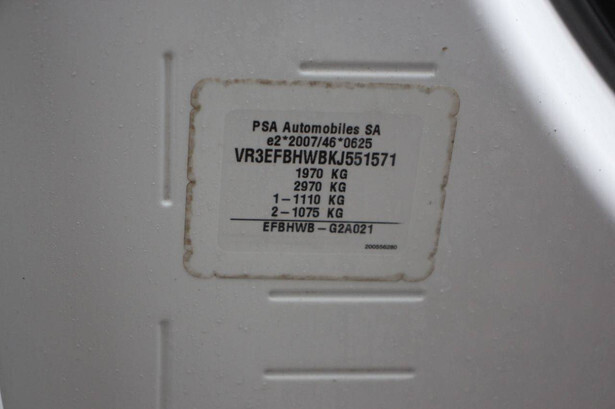 PSA Automobiles SA
e2*2007/46*0625
VR3EFBHWBKJ551571
1970 KG
2970 KG
1-1110 KG
2-1075 KG
EFBHWB-G2A021